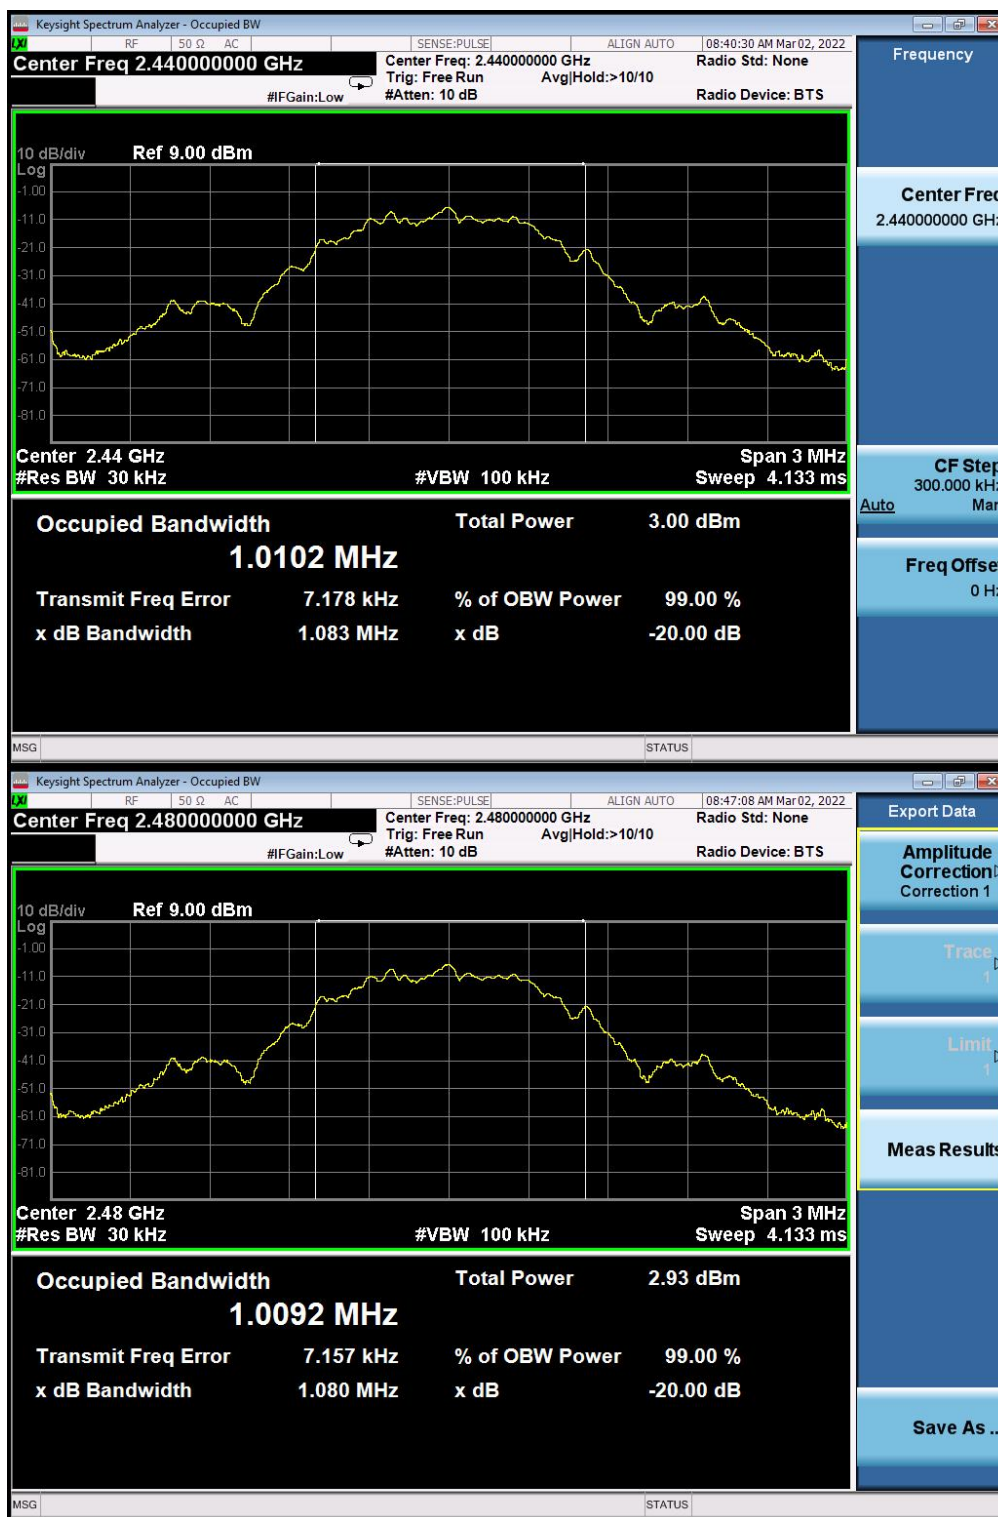 Keysight Spectrum Analyzer - Occupied BW
LXI RF 50 Ω AC SENSE:PULSE ALIGN AUTO 08:40:30 AM Mar 02, 2022
Center Freq 2.440000000 GHz
Center Freq: 2.440000000 GHz Radio Std: None
Trig: Free Run Avg|Hold:>10/10
#IFGain:Low #Atten: 10 dB Radio Device: BTS
Frequency
10 dB/div Ref 9.00 dBm
Log
-1.00
-11.0
-21.0
-31.0
-41.0
-51.0
-61.0
-71.0
-81.0
Center 2.44 GHz Span 3 MHz
#Res BW 30 kHz #VBW 100 kHz Sweep 4.133 ms
Center Freq
2.440000000 GHz
CF Step
300.000 kHz
Auto Man
Freq Offset
0 Hz
Occupied Bandwidth Total Power 3.00 dBm
1.0102 MHz
Transmit Freq Error 7.178 kHz % of OBW Power 99.00 %
x dB Bandwidth 1.083 MHz x dB -20.00 dB
MSG STATUS
Keysight Spectrum Analyzer - Occupied BW
LXI RF 50 Ω AC SENSE:PULSE ALIGN AUTO 08:47:08 AM Mar 02, 2022
Center Freq 2.480000000 GHz
Center Freq: 2.480000000 GHz Radio Std: None
Trig: Free Run Avg|Hold:>10/10
#IFGain:Low #Atten: 10 dB Radio Device: BTS
Export Data
10 dB/div Ref 9.00 dBm
Log
-1.00
-11.0
-21.0
-31.0
-41.0
-51.0
-61.0
-71.0
-81.0
Center 2.48 GHz Span 3 MHz
#Res BW 30 kHz #VBW 100 kHz Sweep 4.133 ms
Amplitude
Correction
Correction 1
Trace
1
Limit
1
Meas Results
Save As ..
Occupied Bandwidth Total Power 2.93 dBm
1.0092 MHz
Transmit Freq Error 7.157 kHz % of OBW Power 99.00 %
x dB Bandwidth 1.080 MHz x dB -20.00 dB
MSG STATUS